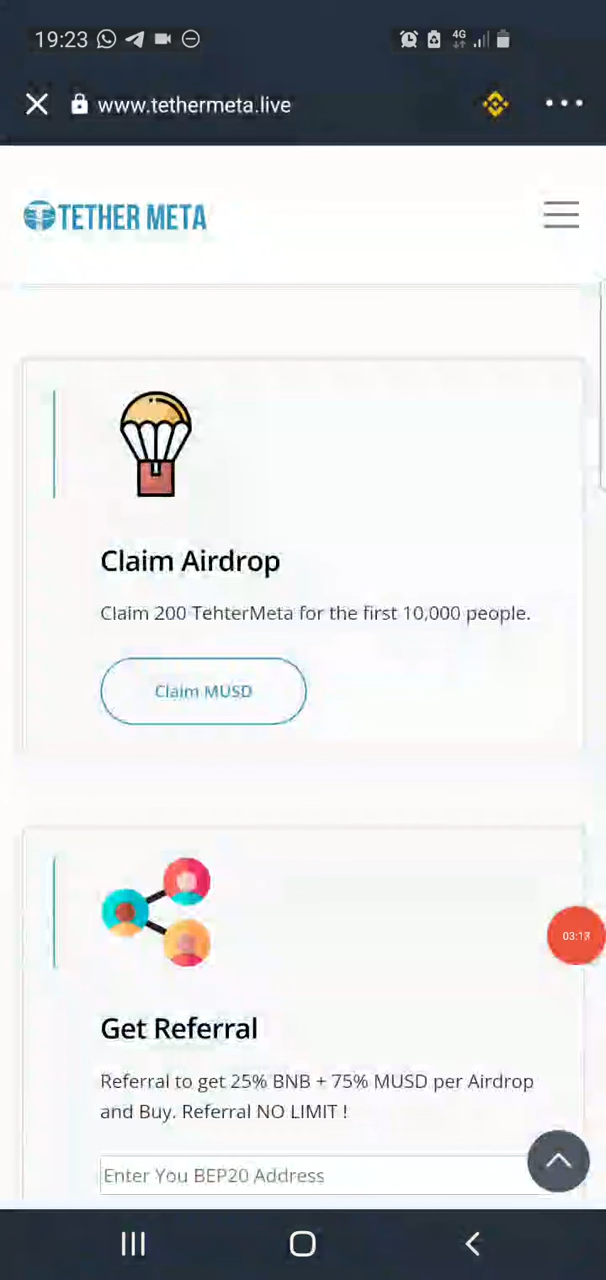 19:23
4G
www.tethermeta.live
TETHER META
Claim Airdrop
Claim 200 TehterMeta for the first 10,000 people.
Claim MUSD
Get Referral
Referral to get 25% BNB + 75% MUSD per Airdrop
and Buy. Referral NO LIMIT !
Enter You BEP20 Address